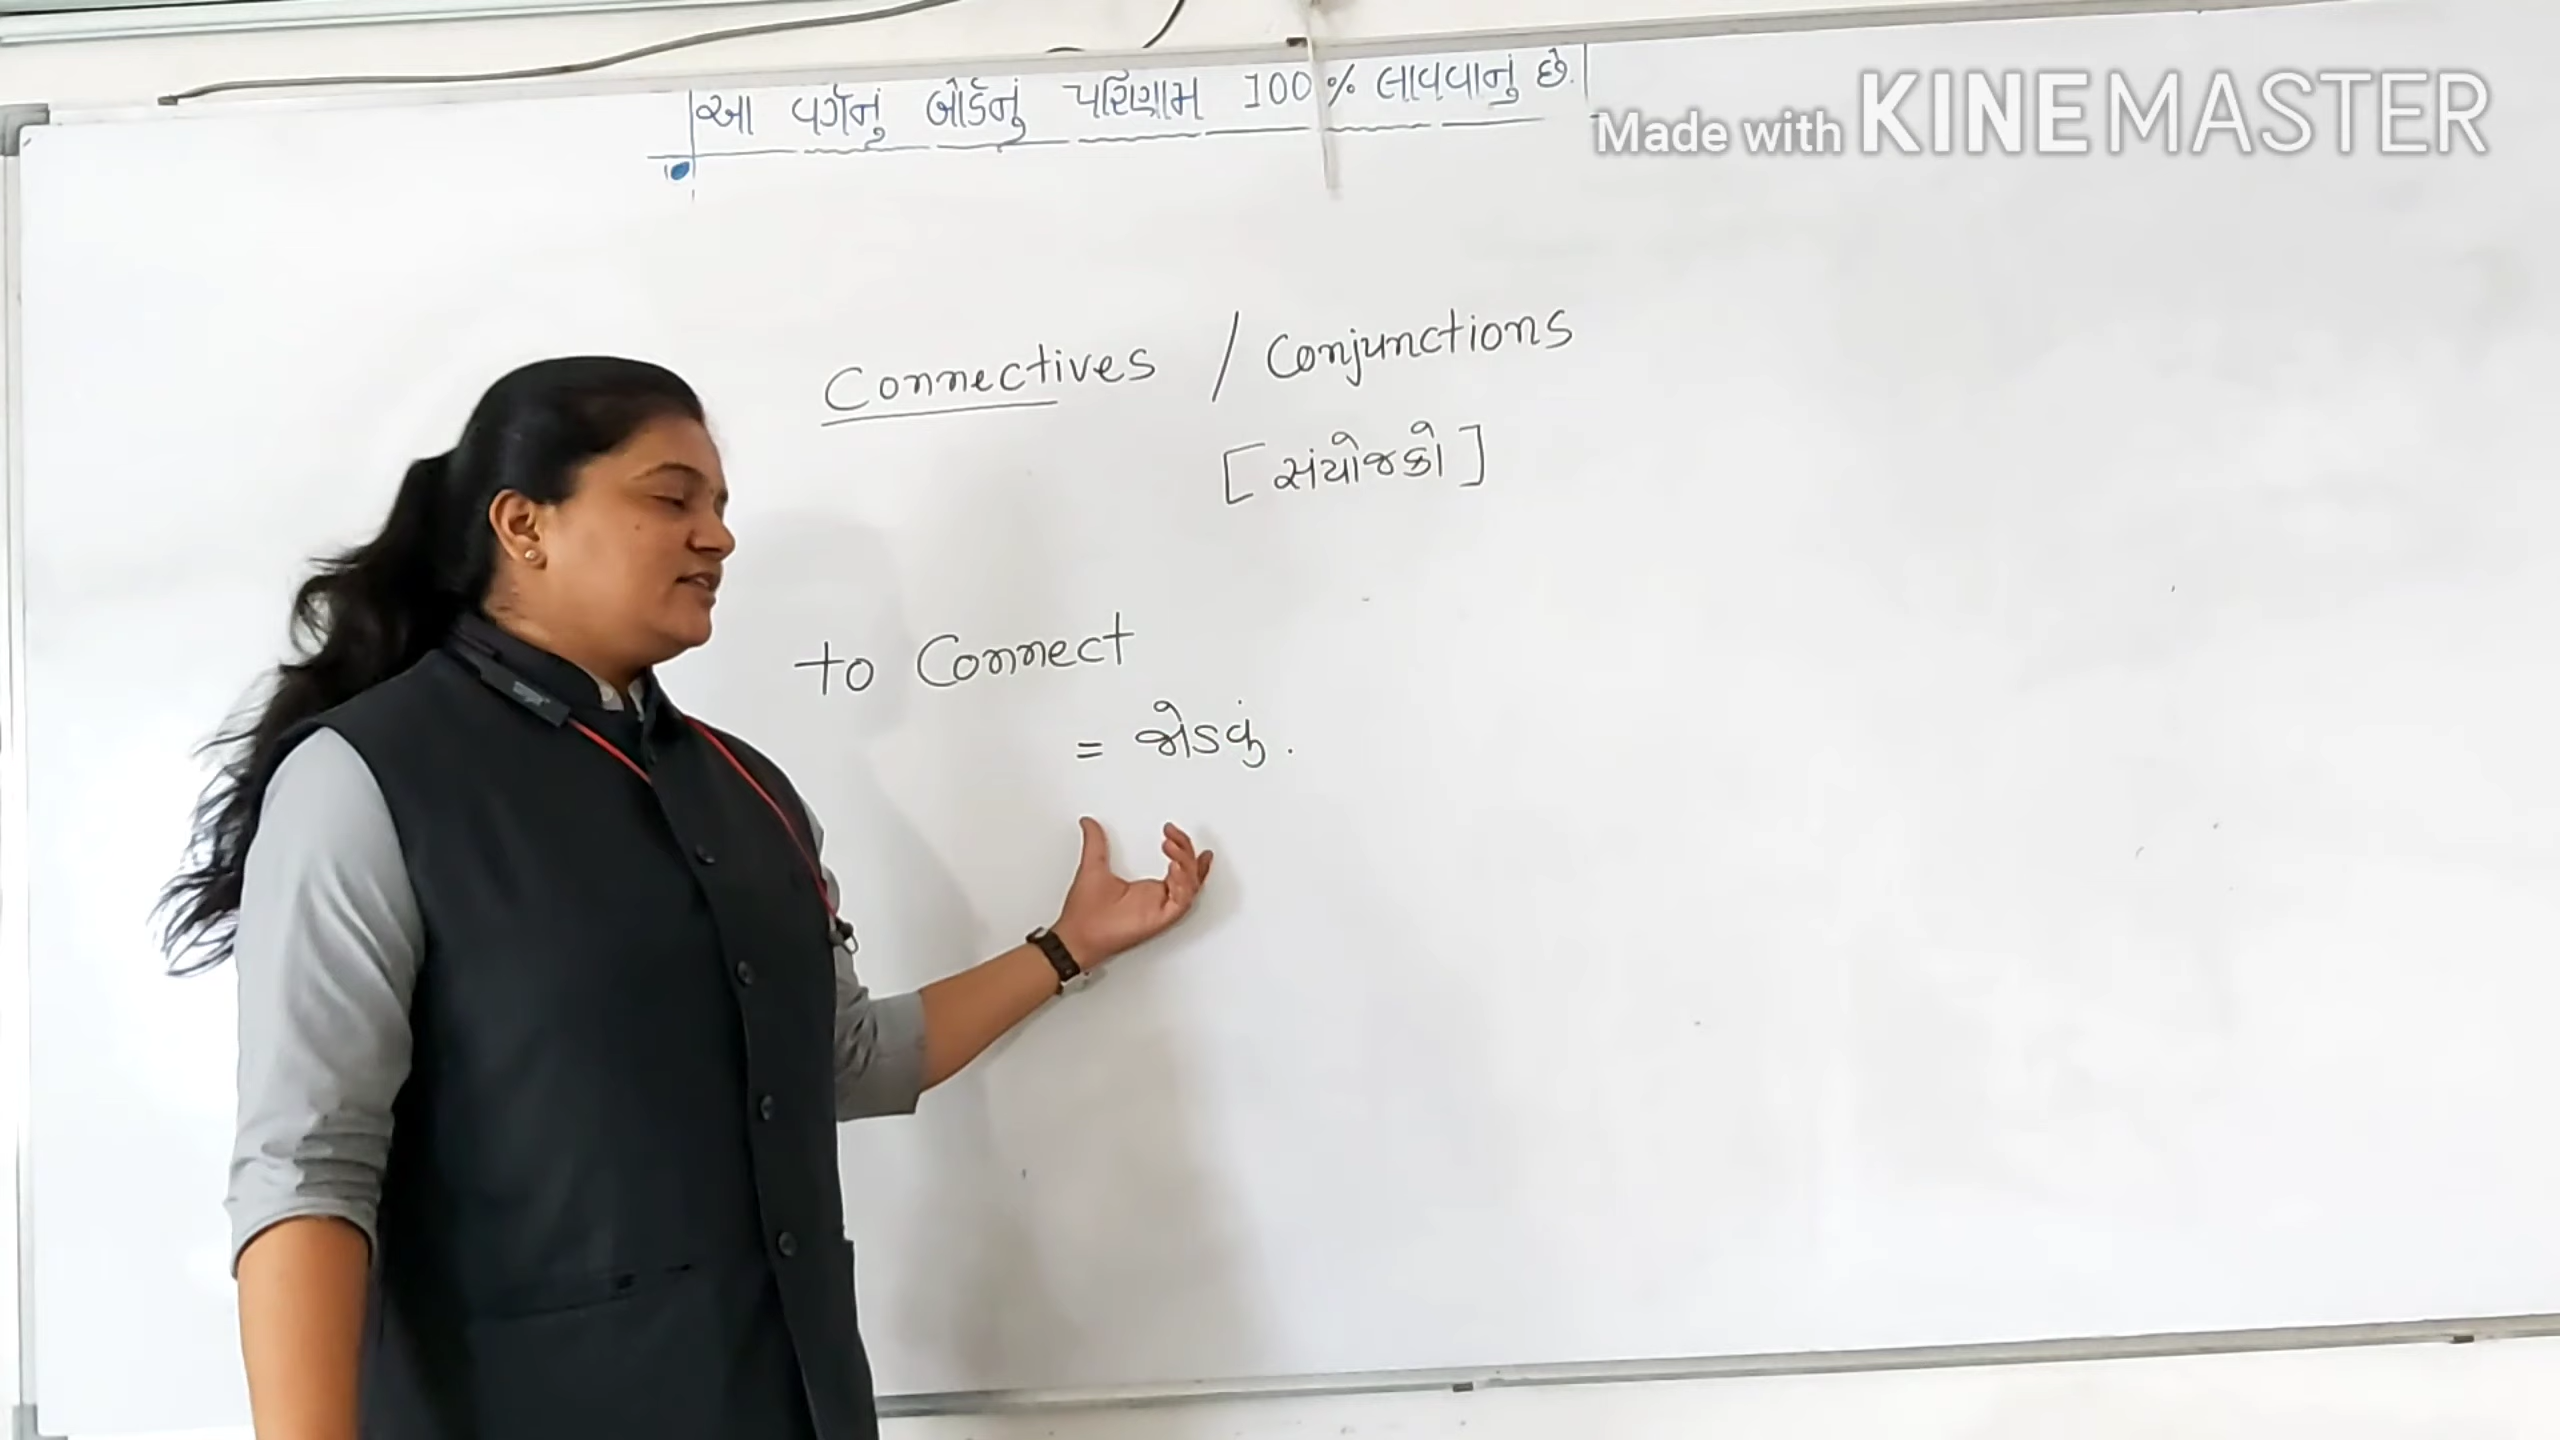 આ વર્ગનું બોર્ડનું પરિણામ 100 % લાવવાનું છે.
Made with KINEMASTER
Connectives / Conjunctions
[સંયોજકો]
to Connect
= જોડવું.